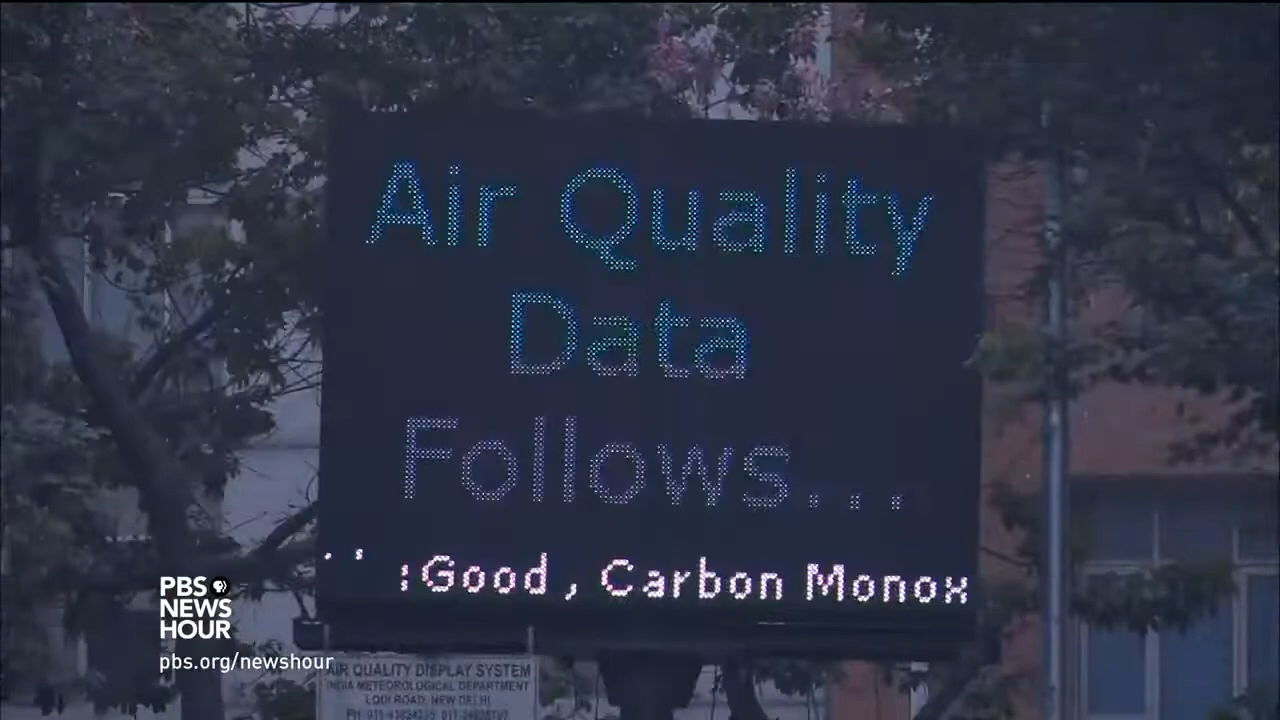 Air Quality
Data
Follows...
:Good, Carbon Monox
PBS
NEWS
HOUR
pbs.org/newshour
AIR QUALITY DISPLAY SYSTEM
INDIA METEOROLOGICAL DEPARTMENT
LODI ROAD, NEW DELHI